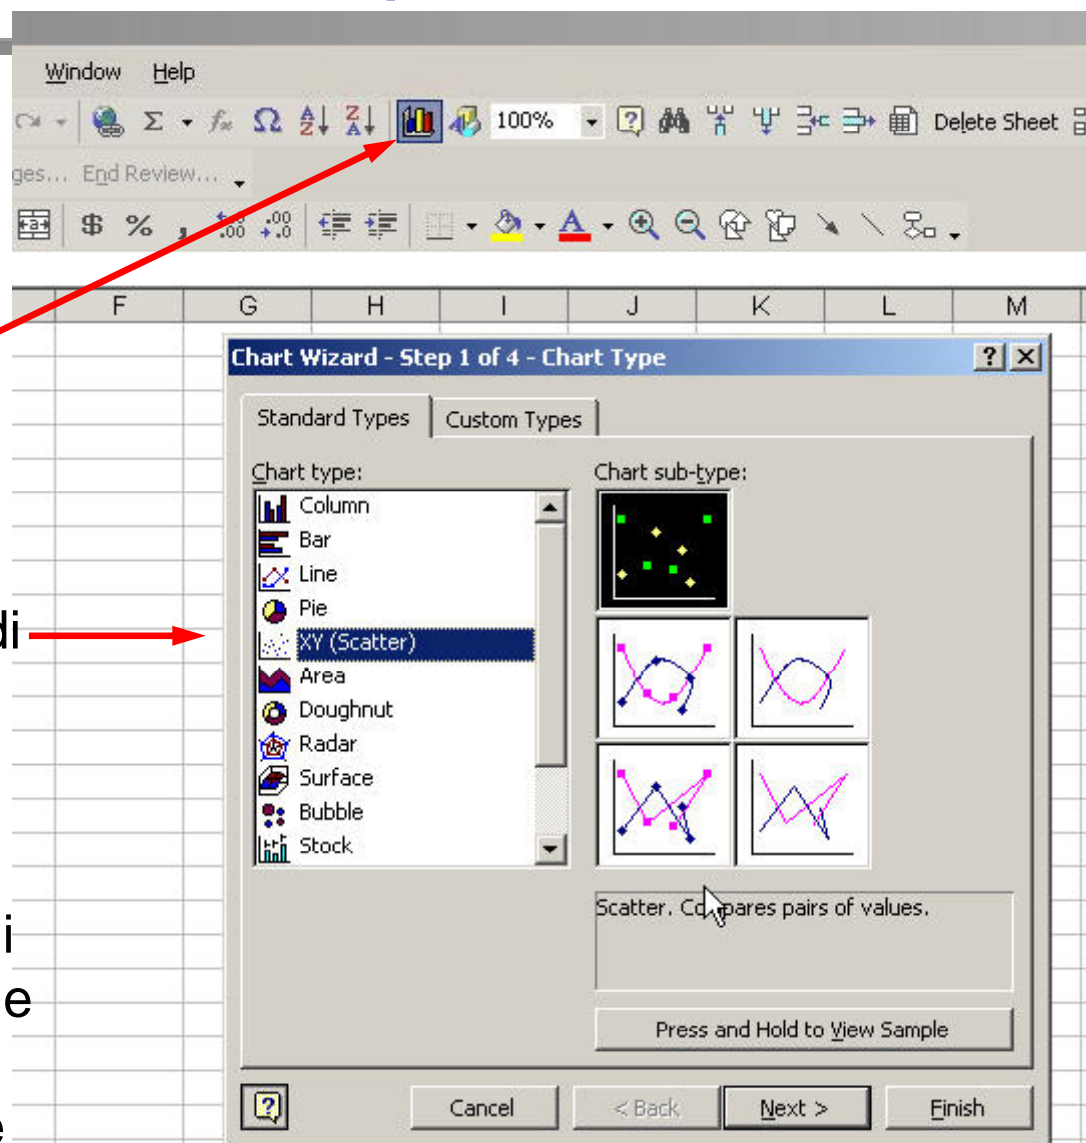 Window Help
100% Delete Sheet
ges... End Review...
$ % ,
F G H I J K L M
Chart Wizard - Step 1 of 4 - Chart Type
Standard Types Custom Types
Chart type: Chart sub-type:
Column
Bar
Line
Pie
di
XY (Scatter)
Area
Doughnut
Radar
Surface
Bubble
Stock
Scatter. Compares pairs of values.
i
e
Press and Hold to View Sample
Cancel < Back Next > Finish
e